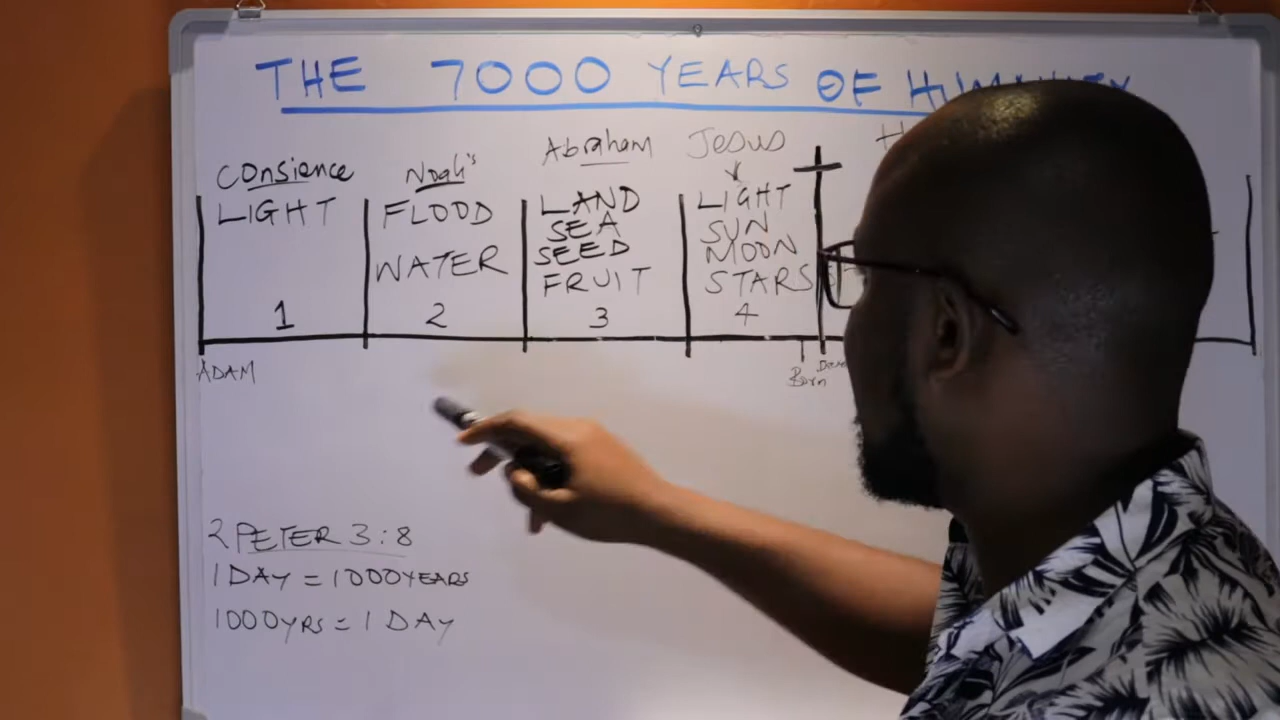 THE 7000 YEARS OF
CONSIENCE
LIGHT
1
Noah's
FLOOD
WATER
2
Abraham
LAND
SEA
SEED
FRUIT
3
Jesus
LIGHT
SUN
MOON
STARS
4
ADAM
Born
2 PETER 3:8
1 DAY = 1000 YEARS
1000 YRS = 1 DAY